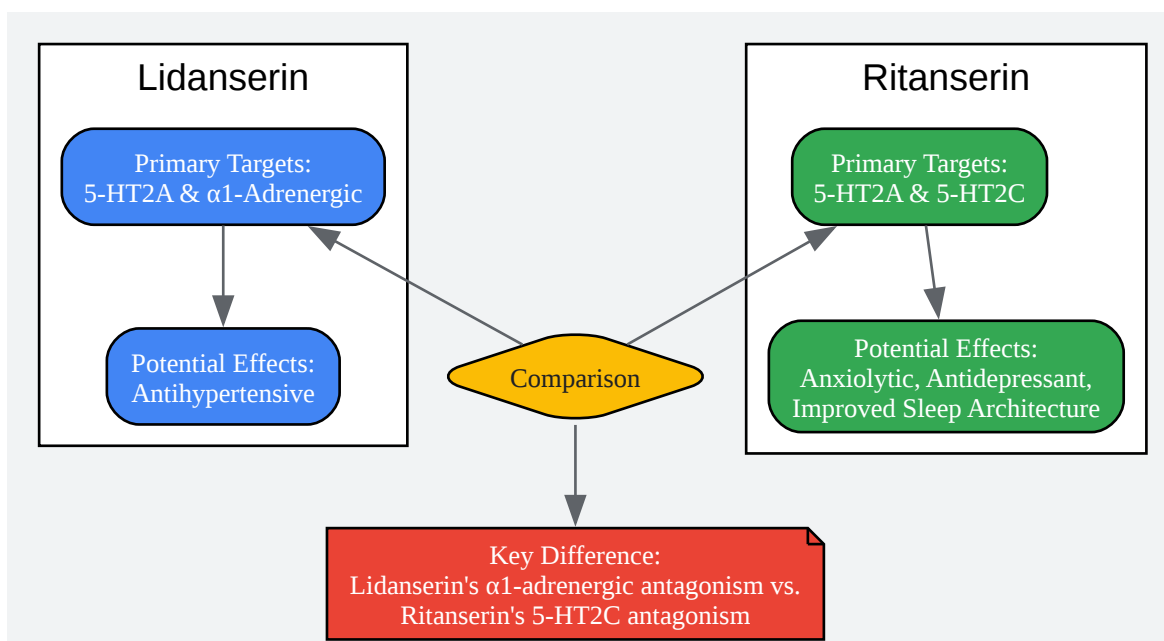 Lidanserin
Primary Targets:
5-HT2A & α1-Adrenergic
Potential Effects:
Antihypertensive
Ritanserin
Primary Targets:
5-HT2A & 5-HT2C
Potential Effects:
Anxiolytic, Antidepressant,
Improved Sleep Architecture
Comparison
Key Difference:
Lidanserin's α1-adrenergic antagonism vs.
Ritanserin's 5-HT2C antagonism